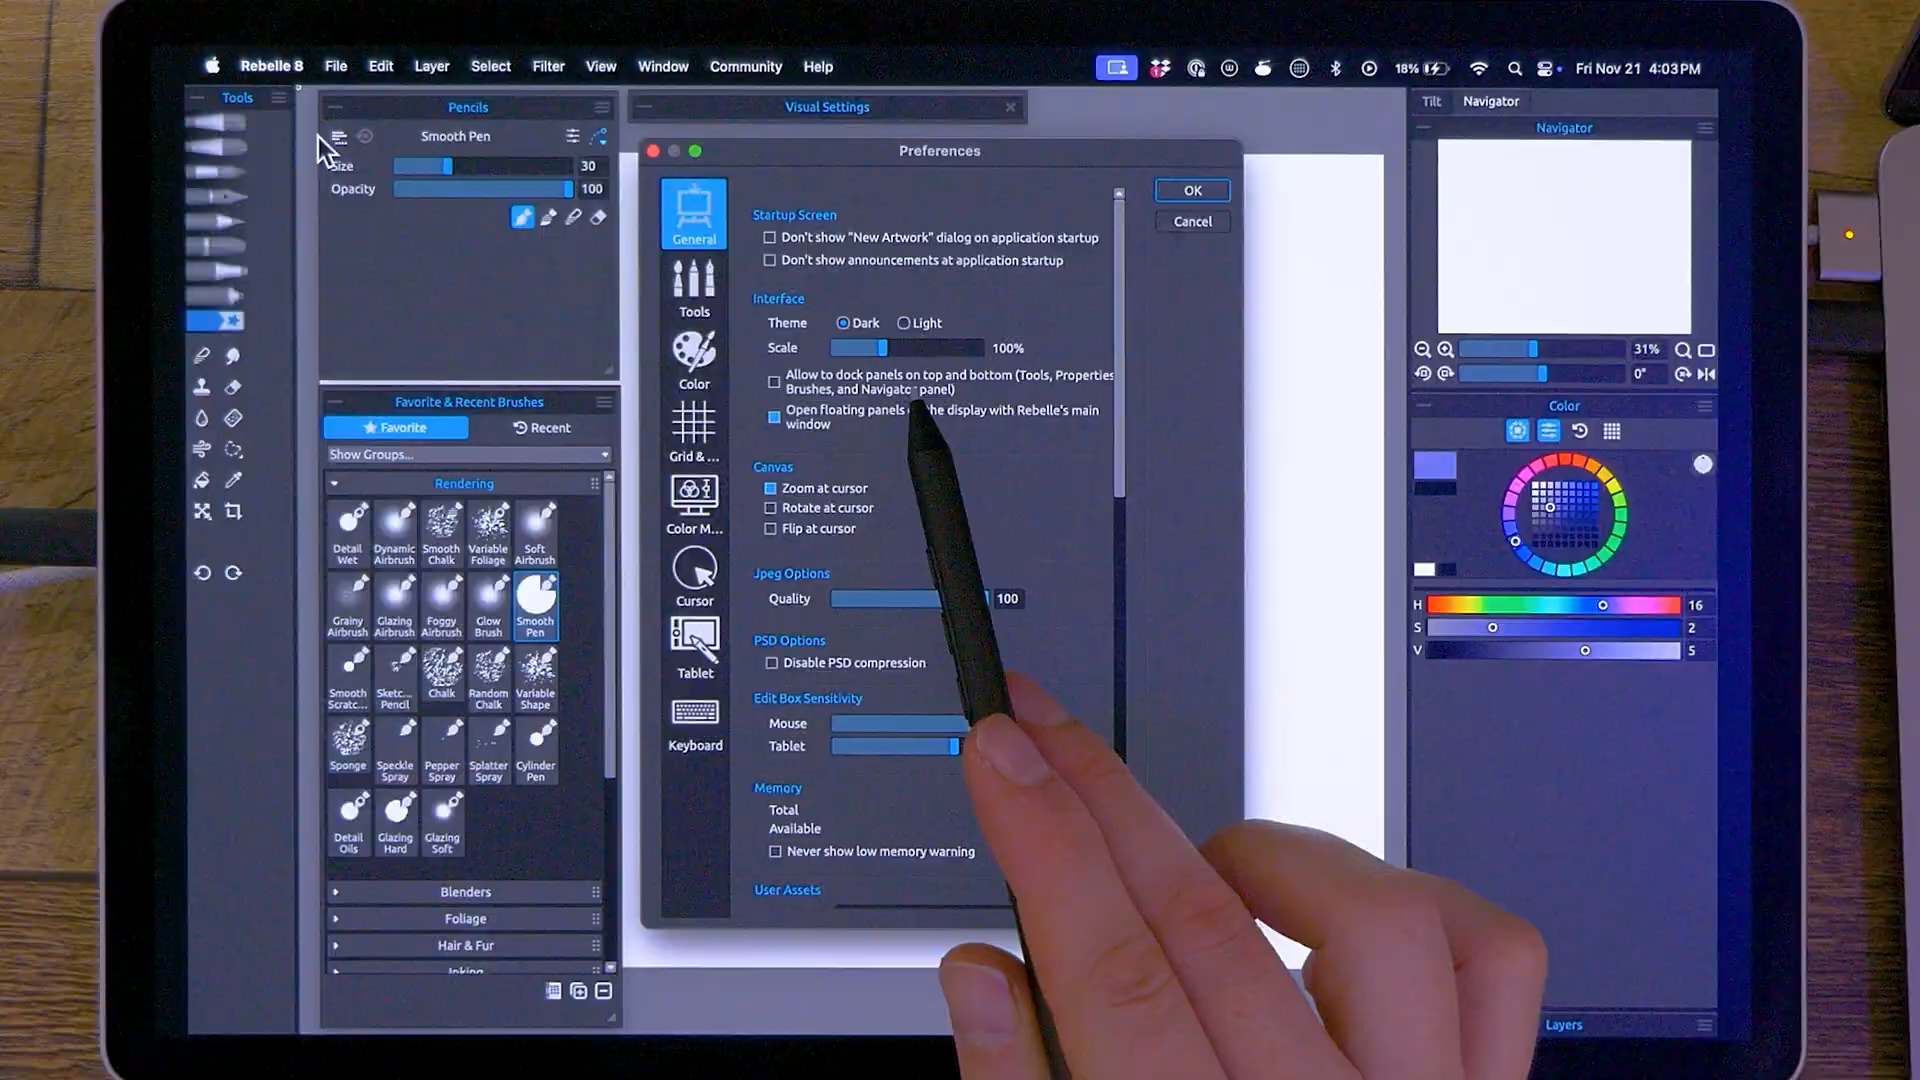 Rebelle 8 File Edit Layer Select Filter View Window Community Help 18% Fri Nov 21 4:03 PM
Tools
Pencils
Smooth Pen
Size 30
Opacity 100
Favorite & Recent Brushes
Favorite Recent
Show Groups...
Rendering
Detail Wet
Dynamic Airbrush
Smooth Chalk
Variable Foliage
Soft Airbrush
Grainy Airbrush
Glazing Airbrush
Foggy Airbrush
Glow Brush
Smooth Pen
Smooth Scratc...
Sketc... Pencil
Chalk
Random Chalk
Variable Shape
Sponge
Speckle Spray
Pepper Spray
Splatter Spray
Cylinder Pen
Detail Oils
Glazing Hard
Glazing Soft
Blenders
Foliage
Hair & Fur
Inking
Visual Settings
Preferences
General
Tools
Color
Grid & ...
Color M...
Cursor
Tablet
Keyboard
Startup Screen
Don't show "New Artwork" dialog on application startup
Don't show announcements at application startup
Interface
Theme Dark Light
Scale 100%
Allow to dock panels on top and bottom (Tools, Properties
Brushes, and Navigator panel)
Open floating panels he display with Rebelle's main
window
Canvas
Zoom at cursor
Rotate at cursor
Flip at cursor
Jpeg Options
Quality 100
PSD Options
Disable PSD compression
Edit Box Sensitivity
Mouse
Tablet
Memory
Total
Available
Never show low memory warning
User Assets
OK
Cancel
Tilt Navigator
Navigator
31%
0°
Color
H 16
S 2
V 5
Layers